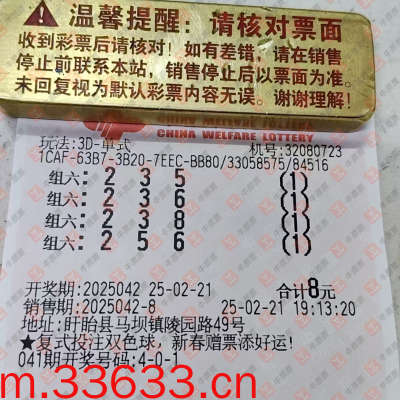 温馨提醒：请核对票面
收到彩票后请核对！如有差错，请在销售
停止前联系本站，销售停止后以票面为准。
未回复视为默认彩票内容无误。谢谢理解！
CHINA WELFARE LOTTERY
玩法:3D-单式 机号:32080723
1CAF-63B7-3B20-7EEC-BB80/33058575/84516
组六: 2 3 5 (1)
组六: 2 3 6 (1)
组六: 2 3 8 (1)
组六: 2 5 6 (1)
开奖期:2025042 25-02-21 合计8元
销售期:2025042-8 25-02-21 19:13:20
地址:盱眙县马坝镇陵园路49号
★复式投注双色球，新春赠票添好运！
041期开奖号码:4-0-1
m.33633.cn